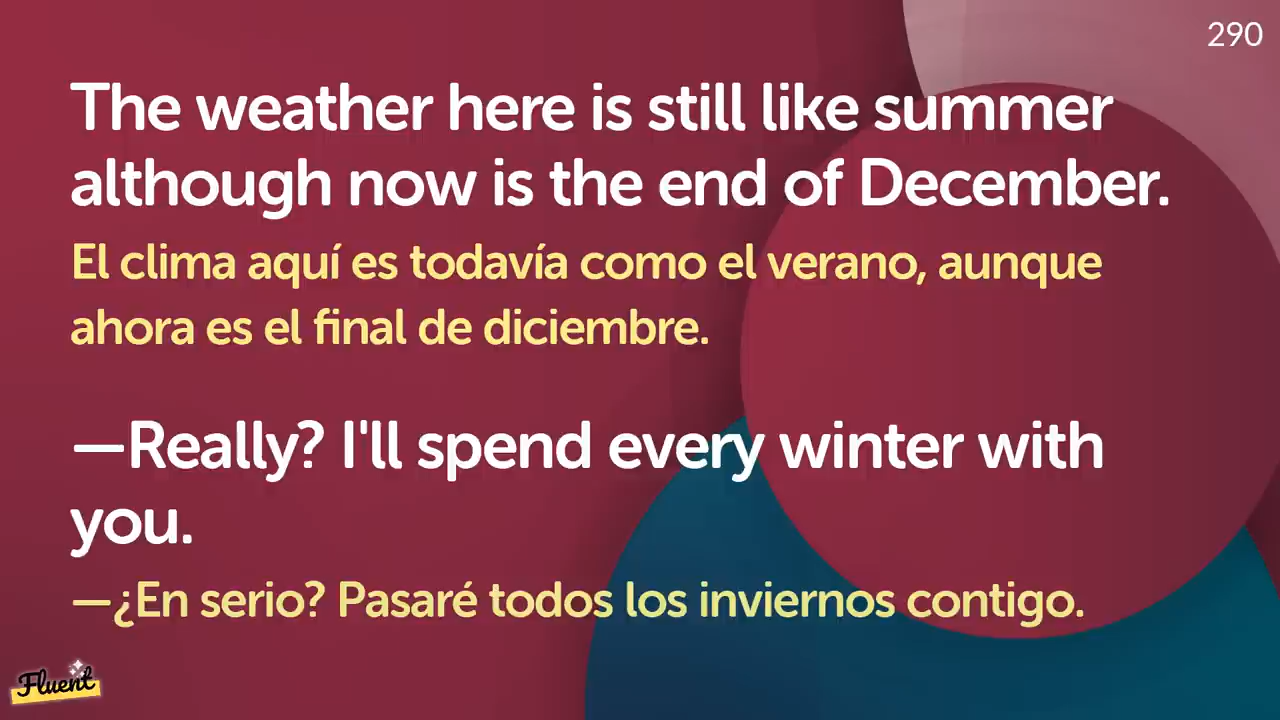 290
The weather here is still like summer
although now is the end of December.
El clima aquí es todavía como el verano, aunque
ahora es el final de diciembre.
—Really? I'll spend every winter with
you.
—¿En serio? Pasaré todos los inviernos contigo.
Fluent